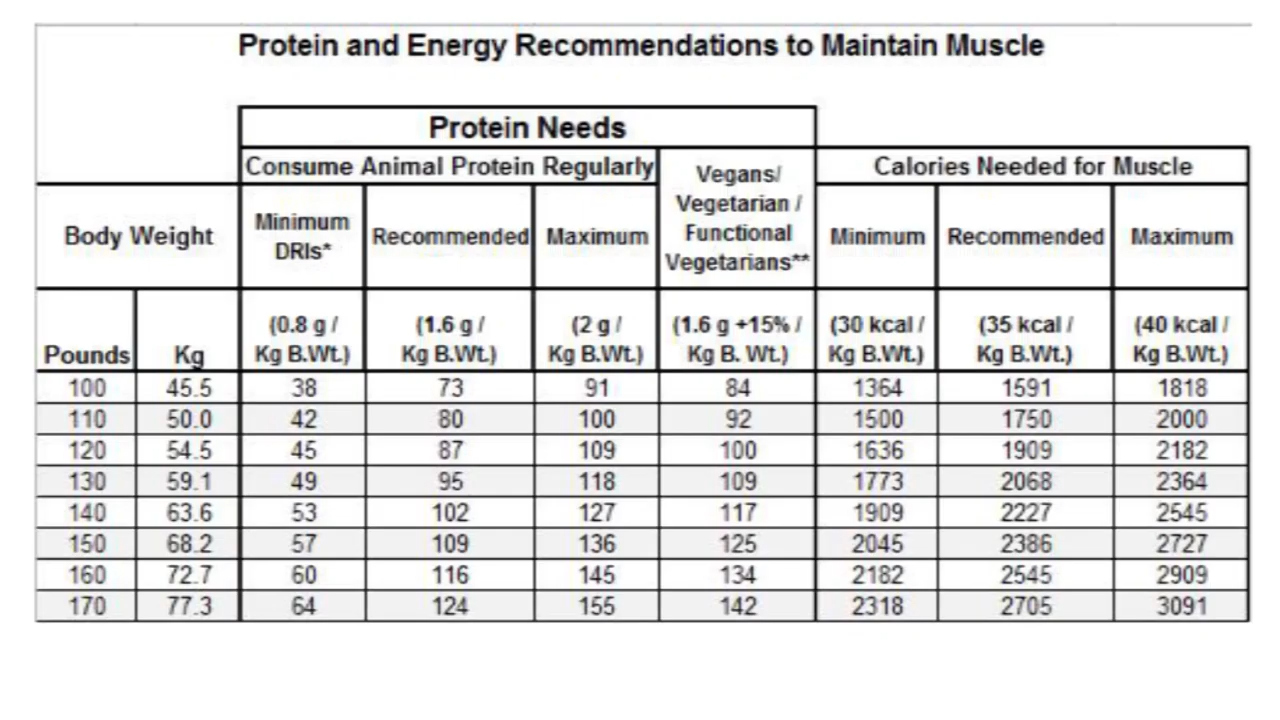 Protein and Energy Recommendations to Maintain Muscle
Protein Needs
Consume Animal Protein Regularly
Vegans/
Vegetarian /
Functional
Vegetarians**
Calories Needed for Muscle
Body Weight
Minimum
DRIs*
Recommended
Maximum
Minimum
Recommended
Maximum
Pounds Kg
(0.8 g /
Kg B.Wt.)
(1.6 g /
Kg B.Wt.)
(2 g /
Kg B.Wt.)
(1.6 g +15% /
Kg B. Wt.)
(30 kcal /
Kg B.Wt.)
(35 kcal /
Kg B.Wt.)
(40 kcal /
Kg B.Wt.)
100 45.5 38 73 91 84 1364 1591 1818
110 50.0 42 80 100 92 1500 1750 2000
120 54.5 45 87 109 100 1636 1909 2182
130 59.1 49 95 118 109 1773 2068 2364
140 63.6 53 102 127 117 1909 2227 2545
150 68.2 57 109 136 125 2045 2386 2727
160 72.7 60 116 145 134 2182 2545 2909
170 77.3 64 124 155 142 2318 2705 3091